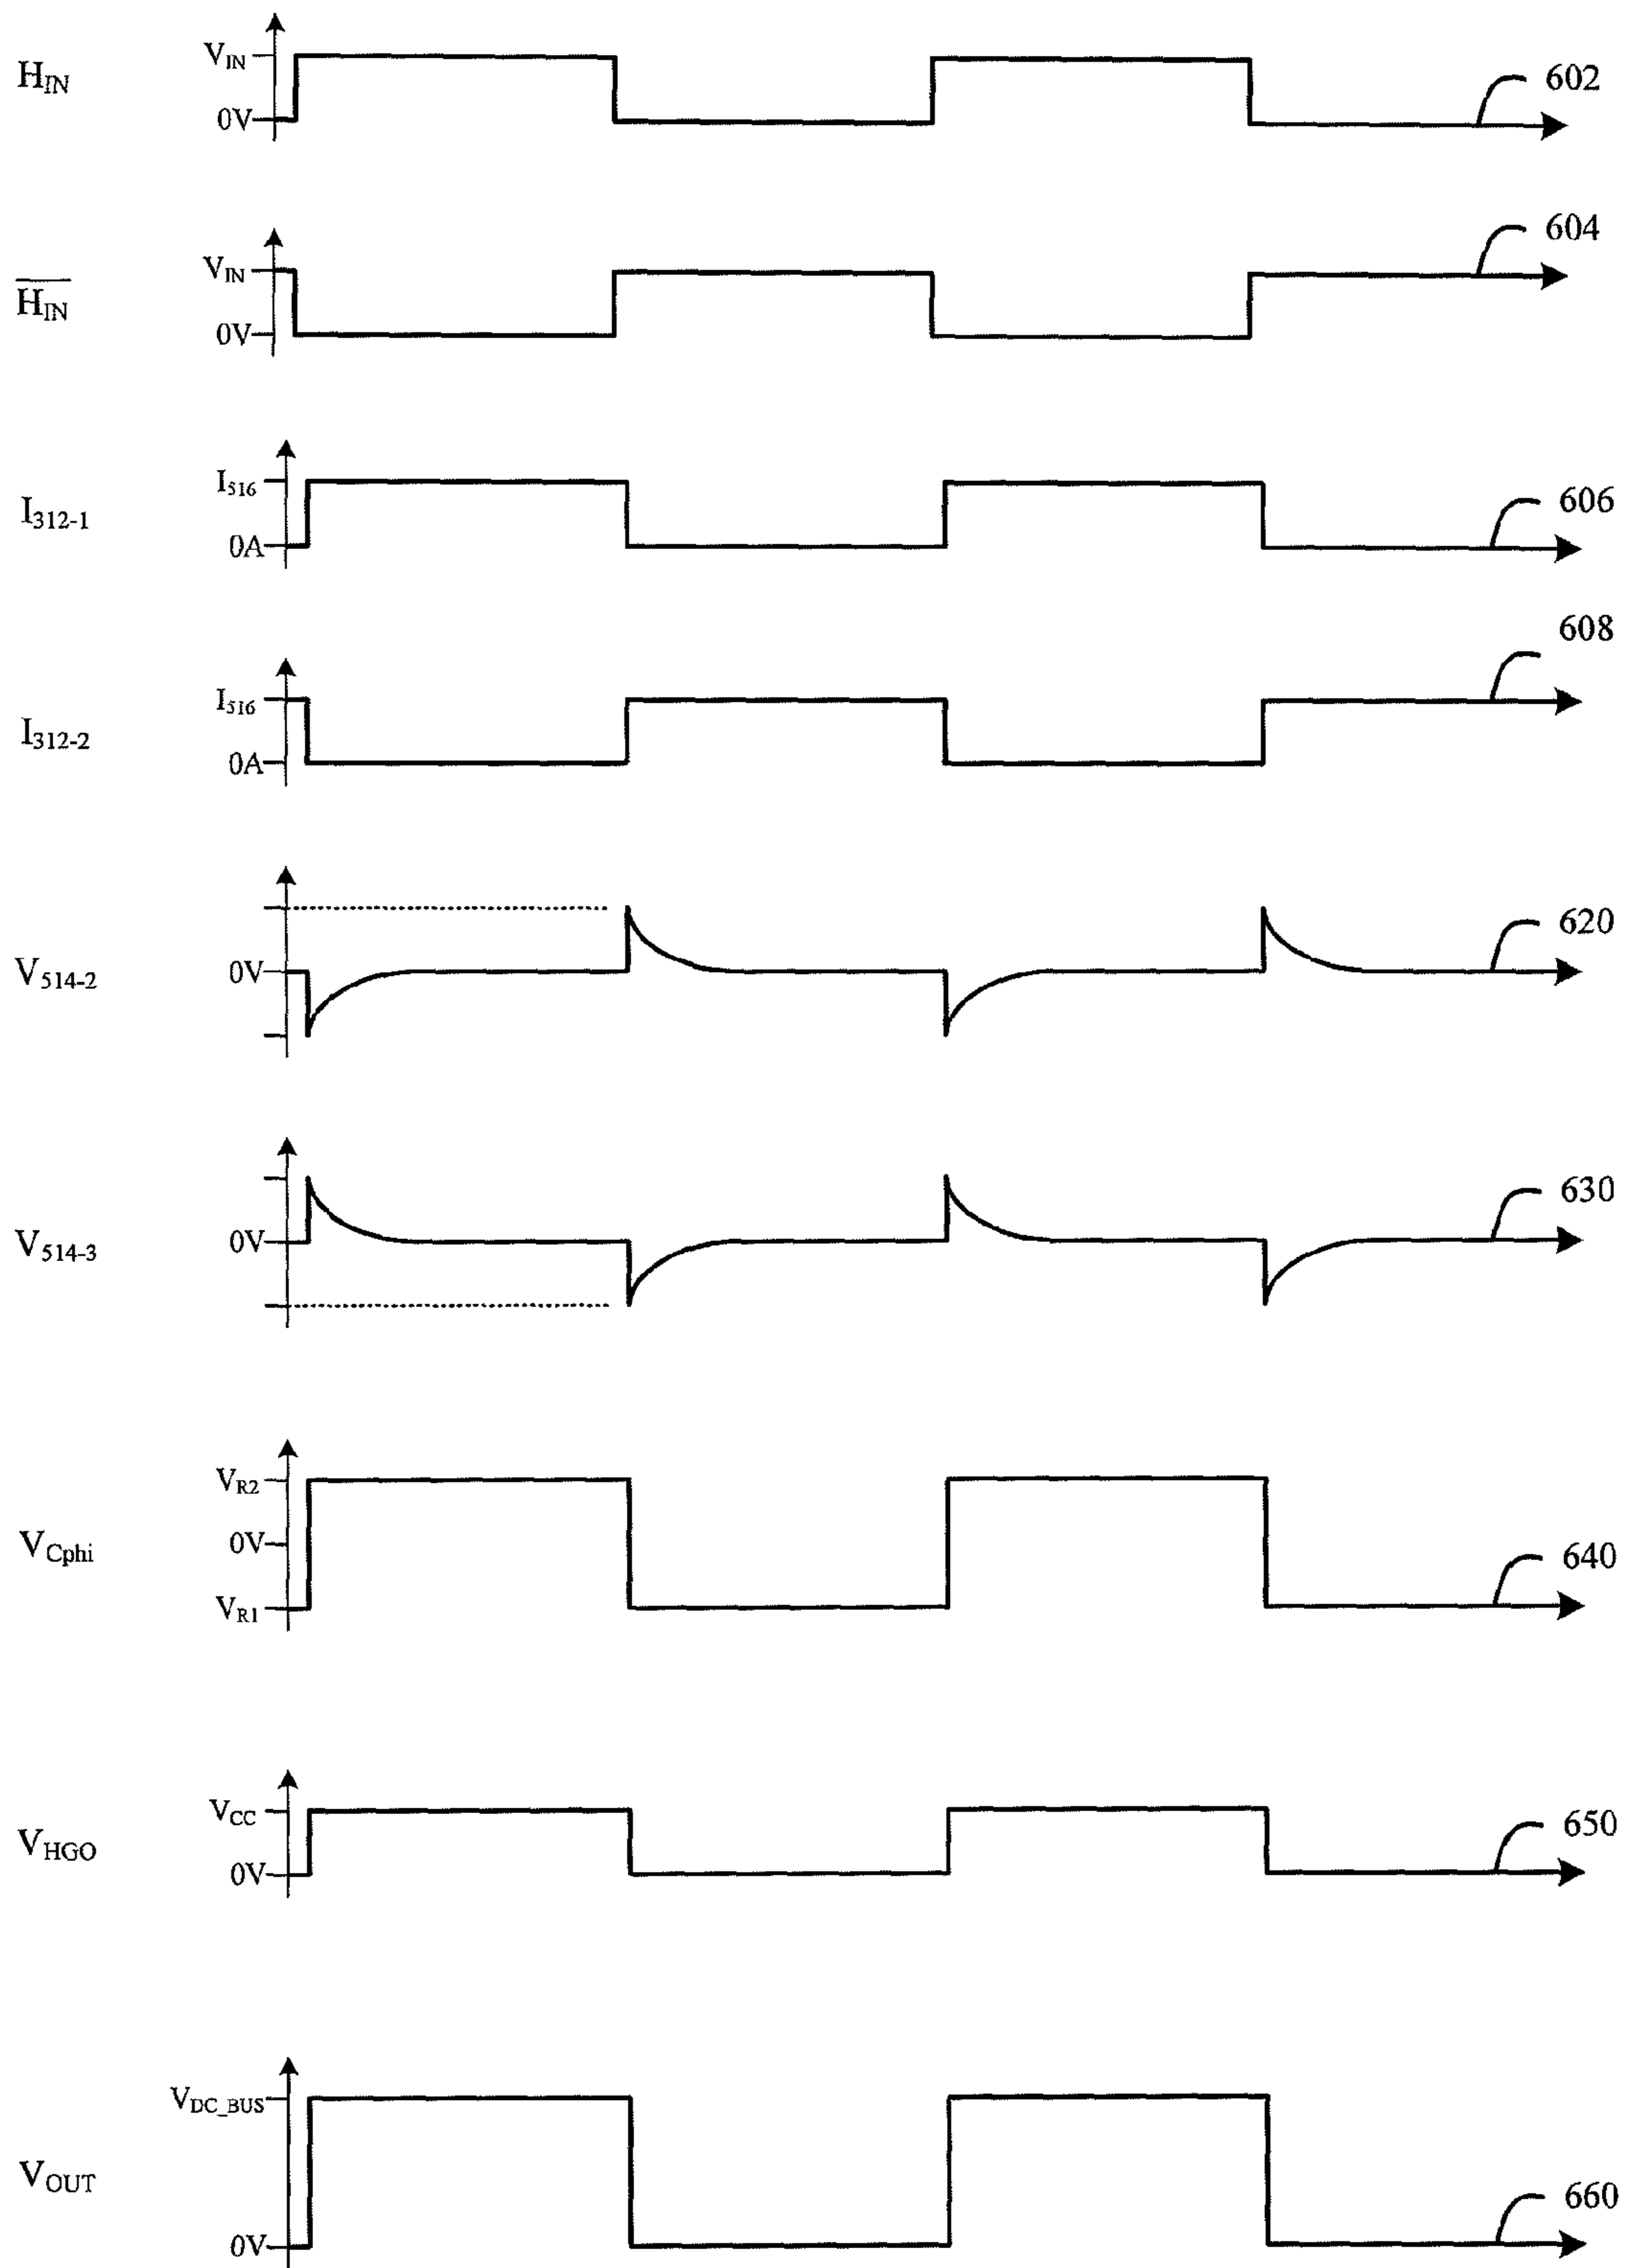 H_IN
V_IN
0V
602
H̅_I̅N̅
V_IN
0V
604
I_312-1
I_516
0A
606
I_312-2
I_516
0A
608
V_514-2
0V
620
V_514-3
0V
630
V_Cphi
V_R2
0V
V_R1
640
V_HGO
V_CC
0V
650
V_OUT
V_DC_BUS
0V
660